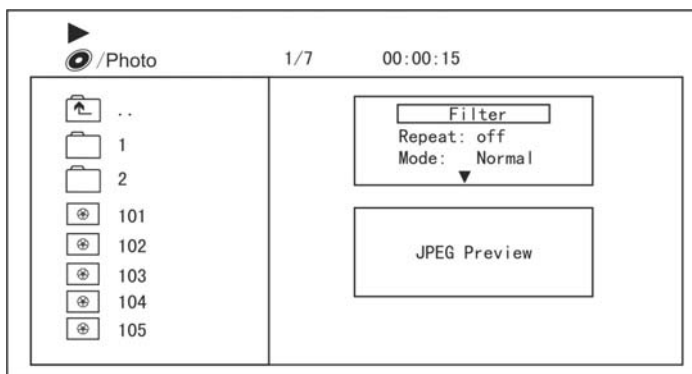 /Photo 1/7 00:00:15
..
1
2
101
102
103
104
105
Filter
Repeat: off
Mode: Normal
JPEG Preview